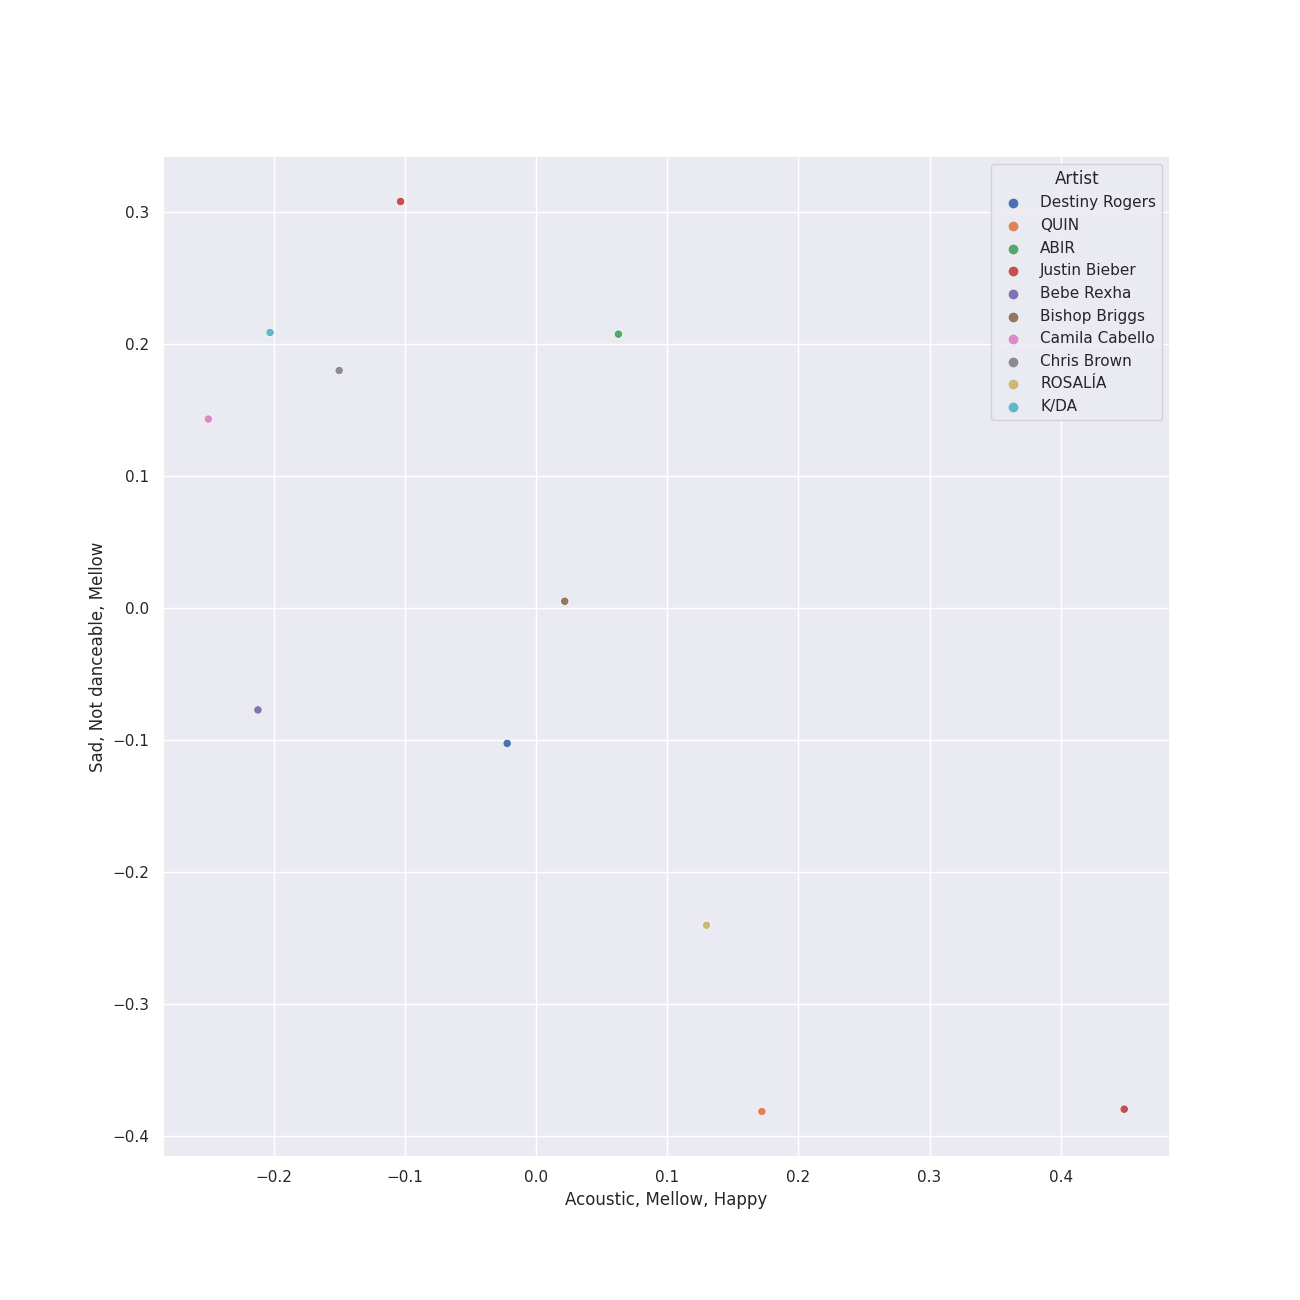 Artist
Destiny Rogers
QUIN
ABIR
Justin Bieber
Bebe Rexha
Bishop Briggs
Camila Cabello
Chris Brown
ROSALÍA
K/DA
0.3
0.2
0.1
0.0
−0.1
−0.2
−0.3
−0.4
Sad, Not danceable, Mellow
−0.2 −0.1 0.0 0.1 0.2 0.3 0.4
Acoustic, Mellow, Happy